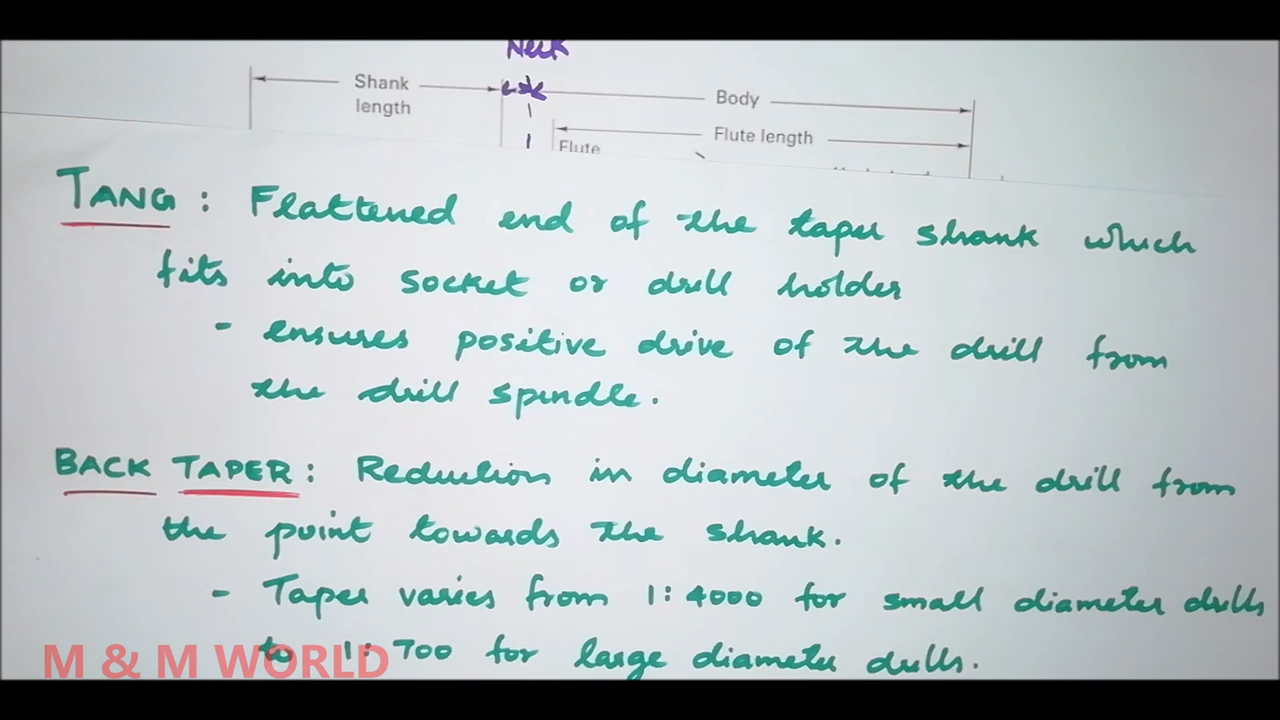 Neck
Shank
length
Body
Flute length
Flute
TANG : Flattened end of the taper shank which
fits into socket or drill holder
- ensures positive drive of the drill from
the drill spindle.
BACK TAPER : Reduction in diameter of the drill from
the point towards the shank.
- Taper varies from 1:4000 for small diameter drills
to 1:700 for large diameter drills.
M & M WORLD